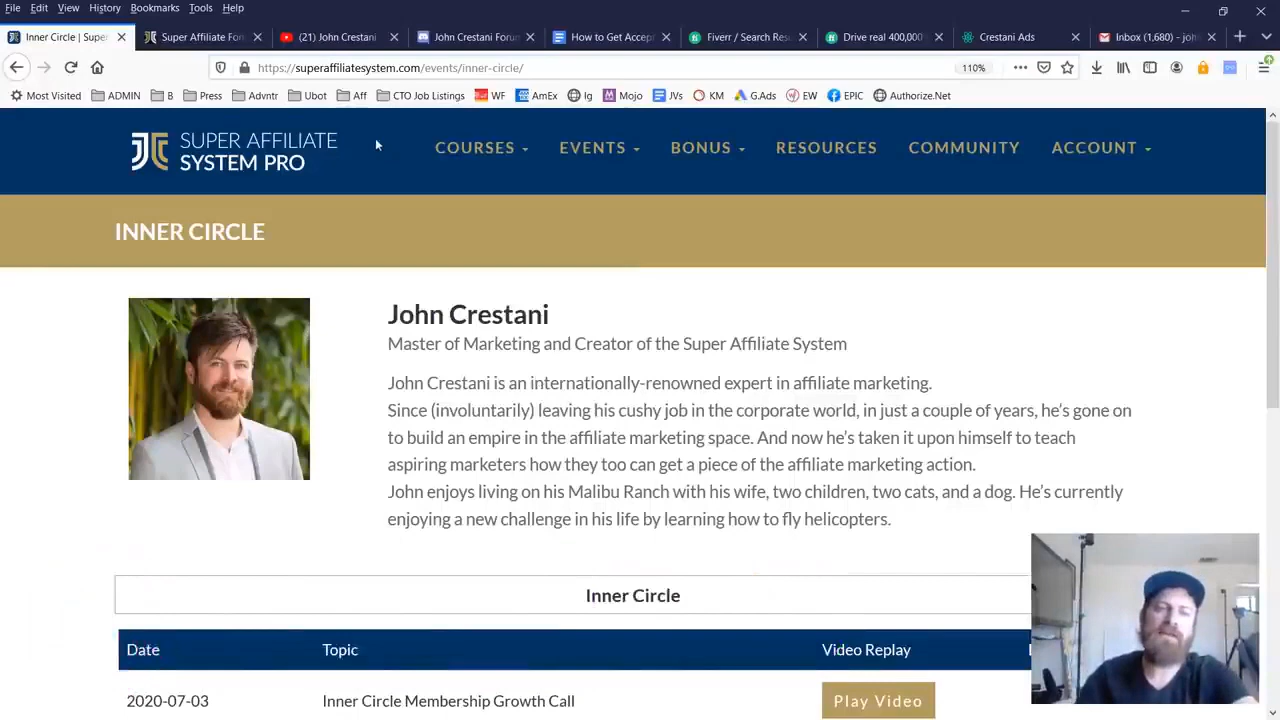 File Edit View History Bookmarks Tools Help
Inner Circle | Super
Super Affiliate For
(21) John Crestani
John Crestani Foru
How to Get Accep
Fiverr / Search Resu
Drive real 400,000
Crestani Ads
Inbox (1,680) - joh
https://superaffiliatesystem.com/events/inner-circle/
110%
Most Visited ADMIN B Press Advntr Ubot Aff CTO Job Listings WF AmEx Ig Mojo JVs KM G.Ads EW EPIC Authorize.Net
SUPER AFFILIATE
SYSTEM PRO
COURSES EVENTS BONUS RESOURCES COMMUNITY ACCOUNT
INNER CIRCLE
John Crestani
Master of Marketing and Creator of the Super Affiliate System
John Crestani is an internationally-renowned expert in affiliate marketing.
Since (involuntarily) leaving his cushy job in the corporate world, in just a couple of years, he's gone on
to build an empire in the affiliate marketing space. And now he's taken it upon himself to teach
aspiring marketers how they too can get a piece of the affiliate marketing action.
John enjoys living on his Malibu Ranch with his wife, two children, two cats, and a dog. He's currently
enjoying a new challenge in his life by learning how to fly helicopters.
Inner Circle
Date Topic Video Replay
2020-07-03 Inner Circle Membership Growth Call Play Video